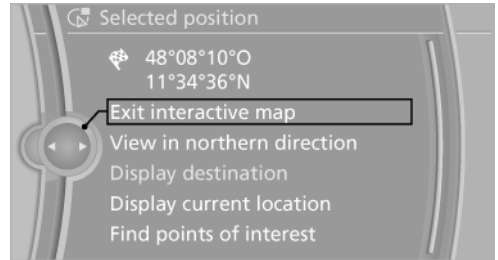 Selected position
48°08'10"O
11°34'36"N
Exit interactive map
View in northern direction
Display destination
Display current location
Find points of interest